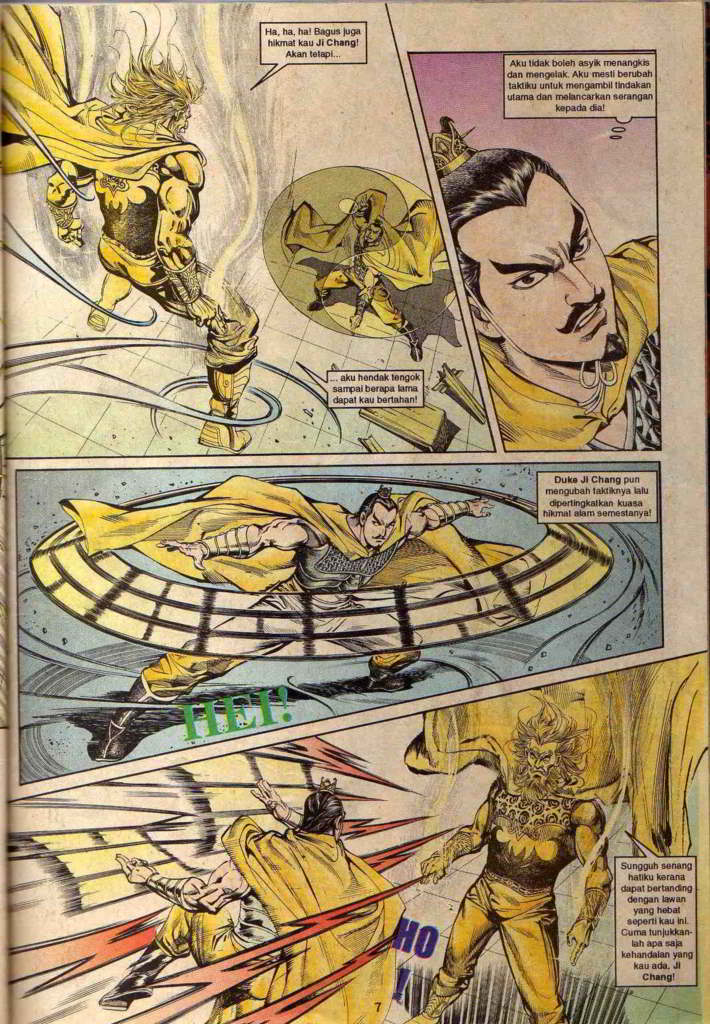 Ha, ha, ha! Bagus juga
hikmat kau Ji Chang!
Akan tetapi...
... aku hendak tengok
sampai berapa lama
dapat kau bertahan!
Aku tidak boleh asyik menangkis
dan mengelak. Aku mesti berubah
taktiku untuk mengambil tindakan
utama dan melancarkan serangan
kepada dia!
Duke Ji Chang pun
mengubah taktiknya lalu
dipertingkatkan kuasa
hikmat alam semestanya!
HEI!
HO
!
Sungguh senang
hatiku kerana
dapat bertanding
dengan lawan
yang hebat
seperti kau ini.
Cuma tunjukkan-
lah apa saja
kehandalan yang
kau ada, Ji
Chang!
7